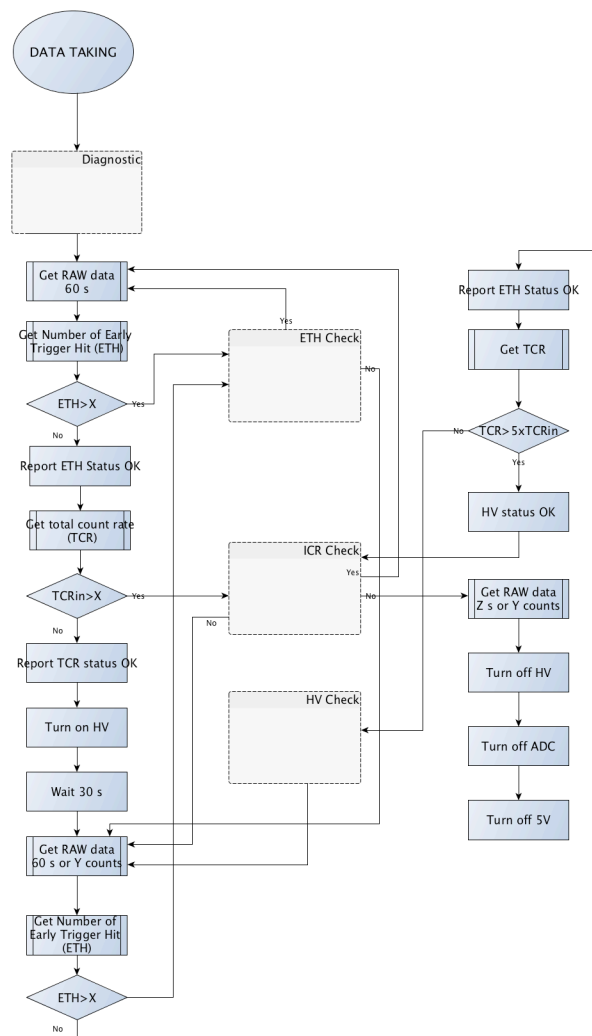 DATA TAKING
Diagnostic
Get RAW data
60 s
Yes
Get Number of Early
Trigger Hit (ETH)
ETH Check
No
ETH>X
Yes
No
Report ETH Status OK
Get total count rate
(TCR)
ICR Check
Yes
No
No
TCRin>X
Yes
No
Report TCR status OK
HV Check
Turn on HV
Wait 30 s
Get RAW data
60 s or Y counts
Get Number of
Early Trigger Hit
(ETH)
ETH>X
No
Report ETH Status OK
Get TCR
TCR>5xTCRin
No
Yes
HV status OK
Get RAW data
Z s or Y counts
Turn off HV
Turn off ADC
Turn off 5V